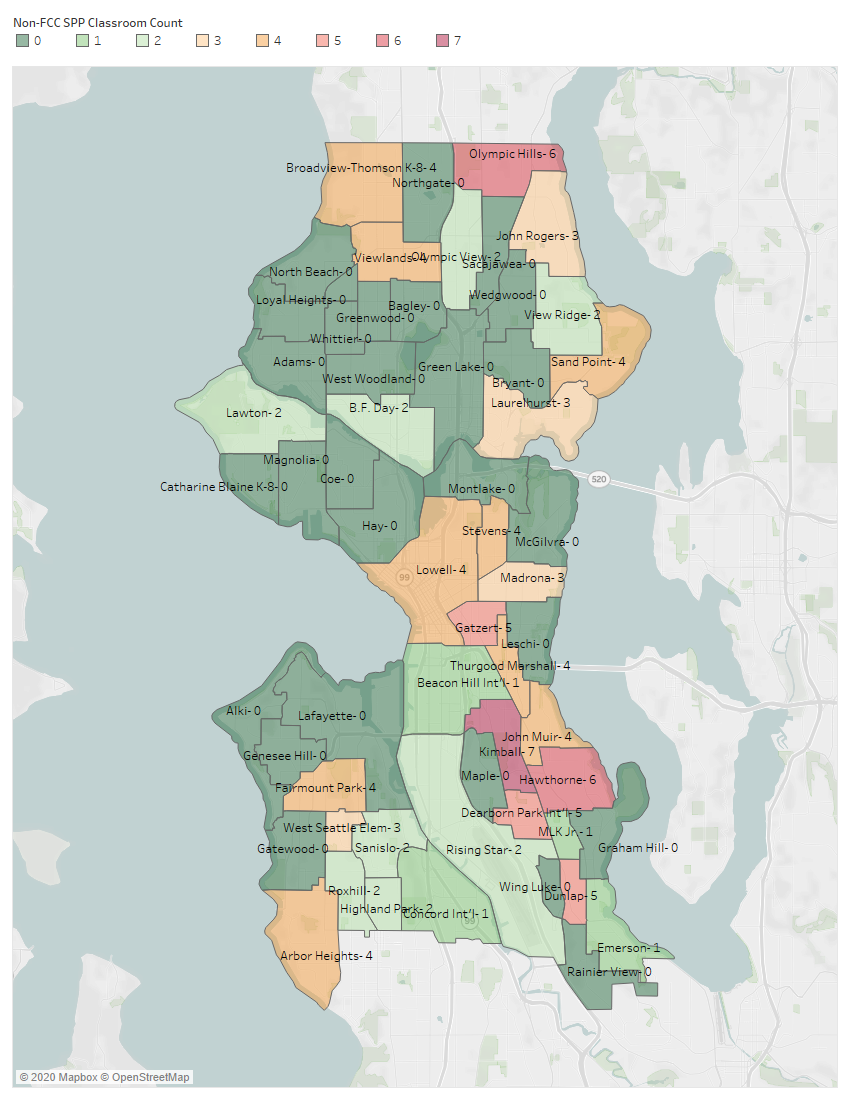 Non-FCC SPP Classroom Count
0 1 2 3 4 5 6 7
Olympic Hills- 6
Broadview-Thomson K-8- 4
Northgate- 0
John Rogers- 3
Viewlands- 4
Olympic View- 2
Sacajawea- 0
North Beach- 0
Wedgwood- 0
Loyal Heights- 0
Bagley- 0
View Ridge- 2
Greenwood- 0
Whittier- 0
Adams- 0
Sand Point- 4
Green Lake- 0
West Woodland- 0
Bryant- 0
Laurelhurst- 3
B.F. Day- 2
Lawton- 2
Magnolia- 0
Coe- 0
520
Catharine Blaine K-8- 0
Montlake- 0
Hay- 0
Stevens- 4
McGilvra- 0
Lowell- 4
99
Madrona- 3
Gatzert- 5
Leschi- 0
Thurgood Marshall- 4
Beacon Hill Int'l- 1
Alki- 0
Lafayette- 0
John Muir- 4
Kimball- 7
Genesee Hill- 0
Maple- 0
Hawthorne- 6
Fairmount Park- 4
Dearborn Park Int'l- 5
West Seattle Elem- 3
MLK Jr.- 1
Gatewood- 0
Sanislo- 2
Rising Star- 2
Graham Hill- 0
Roxhill- 2
Wing Luke- 0
Dunlap- 5
Highland Park- 2
Concord Int'l- 1
99
Emerson- 1
Arbor Heights- 4
Rainier View- 0
© 2020 Mapbox © OpenStreetMap